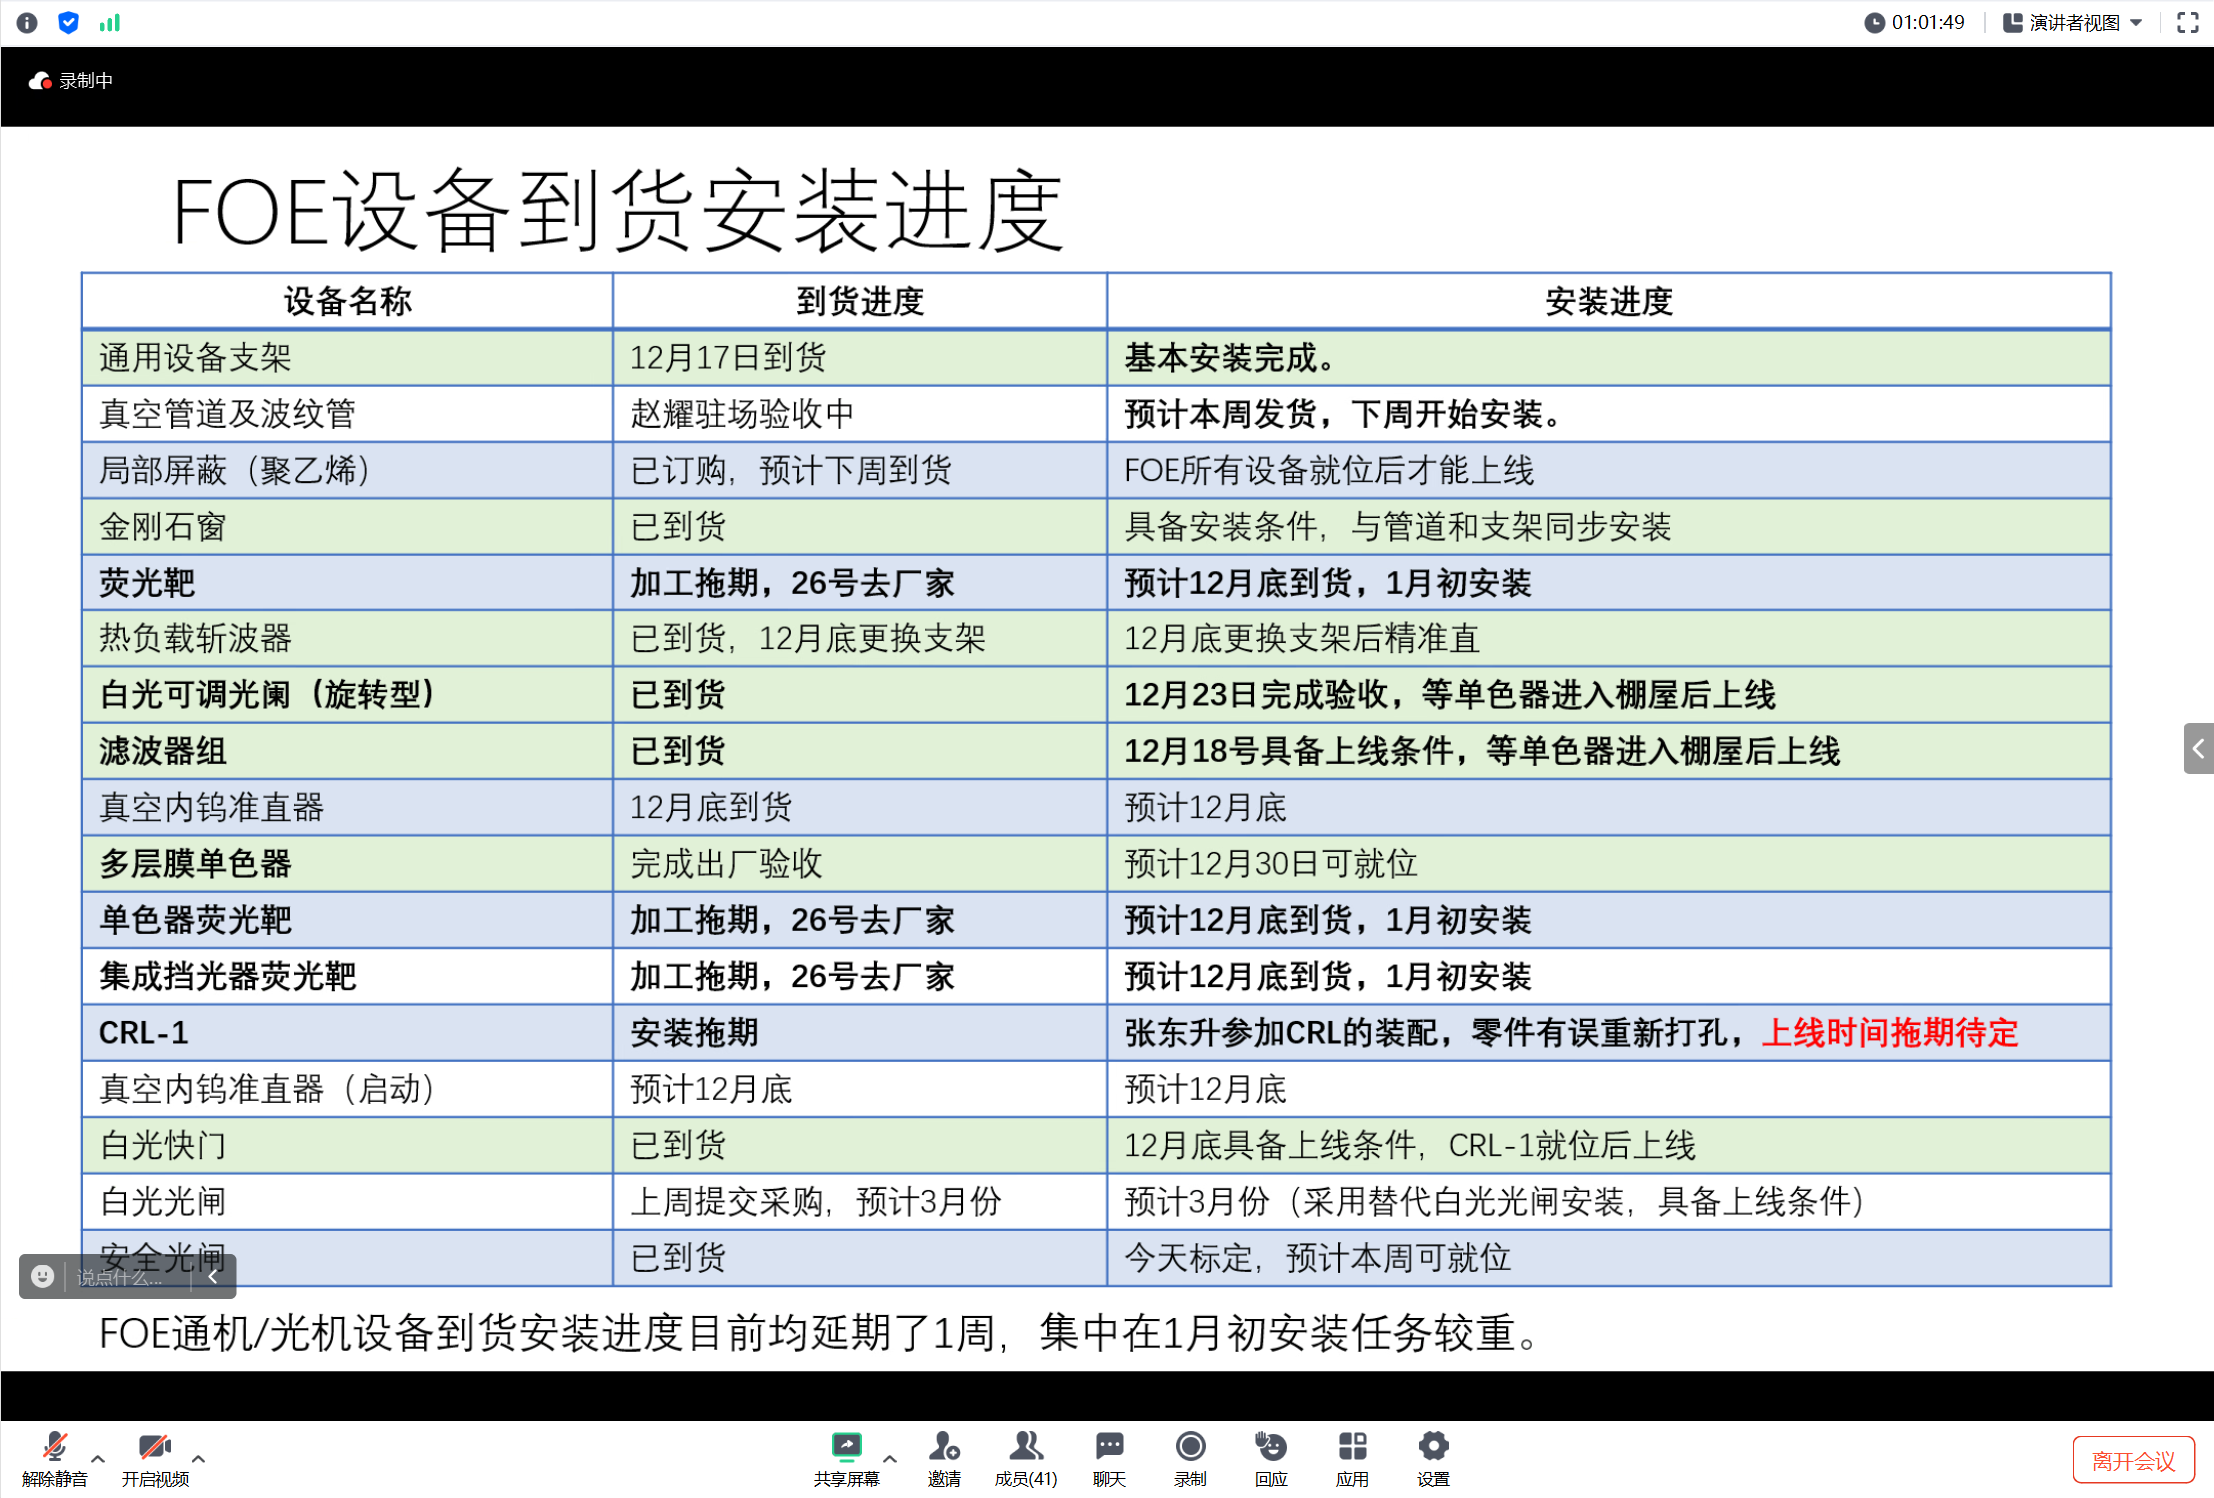 01:01:49 演讲者视图
录制中
FOE设备到货安装进度
设备名称 到货进度 安装进度
通用设备支架 12月17日到货 基本安装完成。
真空管道及波纹管 赵耀驻场验收中 预计本周发货，下周开始安装。
局部屏蔽（聚乙烯） 已订购，预计下周到货 FOE所有设备就位后才能上线
金刚石窗 已到货 具备安装条件，与管道和支架同步安装
荧光靶 加工拖期，26号去厂家 预计12月底到货，1月初安装
热负载斩波器 已到货，12月底更换支架 12月底更换支架后精准直
白光可调光阑（旋转型） 已到货 12月23日完成验收，等单色器进入棚屋后上线
滤波器组 已到货 12月18号具备上线条件，等单色器进入棚屋后上线
真空内钨准直器 12月底到货 预计12月底
多层膜单色器 完成出厂验收 预计12月30日可就位
单色器荧光靶 加工拖期，26号去厂家 预计12月底到货，1月初安装
集成挡光器荧光靶 加工拖期，26号去厂家 预计12月底到货，1月初安装
CRL-1 安装拖期 张东升参加CRL的装配，零件有误重新打孔，上线时间拖期待定
真空内钨准直器（启动） 预计12月底 预计12月底
白光快门 已到货 12月底具备上线条件，CRL-1就位后上线
白光光闸 上周提交采购，预计3月份 预计3月份（采用替代白光光闸安装，具备上线条件）
安全光闸 已到货 今天标定，预计本周可就位
说点什么...
FOE通机/光机设备到货安装进度目前均延期了1周，集中在1月初安装任务较重。
解除静音 开启视频 共享屏幕 邀请 成员(41) 聊天 录制 回应 应用 设置 离开会议